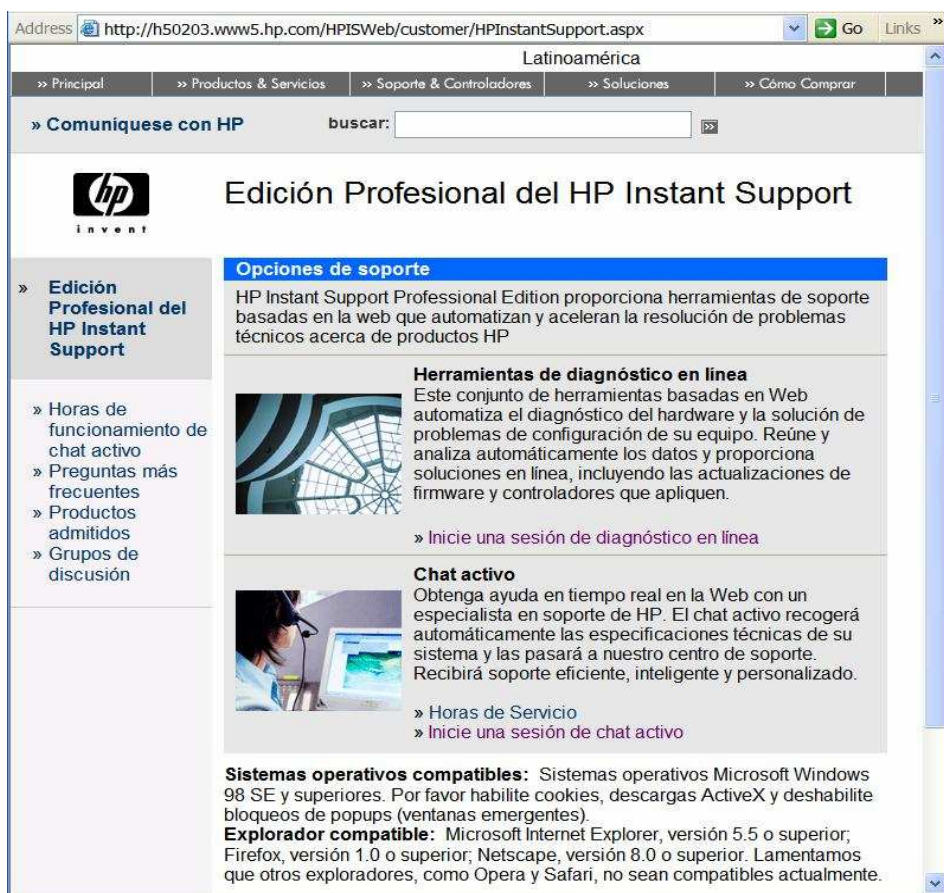 Address http://h50203.www5.hp.com/HPISWeb/customer/HPInstantSupport.aspx Go Links »
Latinoamérica
» Principal » Productos & Servicios » Soporte & Controladores » Soluciones » Cómo Comprar
» Comuniquese con HP buscar: »
hp
invent
Edición Profesional del HP Instant Support
» Edición
Profesional del
HP Instant
Support
» Horas de
funcionamiento de
chat activo
» Preguntas más
frecuentes
» Productos
admitidos
» Grupos de
discusión
Opciones de soporte
HP Instant Support Professional Edition proporciona herramientas de soporte
basadas en la web que automatizan y aceleran la resolución de problemas
técnicos acerca de productos HP
Herramientas de diagnóstico en línea
Este conjunto de herramientas basadas en Web
automatiza el diagnóstico del hardware y la solución de
problemas de configuración de su equipo. Reúne y
analiza automáticamente los datos y proporciona
soluciones en línea, incluyendo las actualizaciones de
firmware y controladores que apliquen.
» Inicie una sesión de diagnóstico en línea
Chat activo
Obtenga ayuda en tiempo real en la Web con un
especialista en soporte de HP. El chat activo recogerá
automáticamente las especificaciones técnicas de su
sistema y las pasará a nuestro centro de soporte.
Recibirá soporte eficiente, inteligente y personalizado.
» Horas de Servicio
» Inicie una sesión de chat activo
Sistemas operativos compatibles: Sistemas operativos Microsoft Windows
98 SE y superiores. Por favor habilite cookies, descargas ActiveX y deshabilite
bloqueos de popups (ventanas emergentes).
Explorador compatible: Microsoft Internet Explorer, versión 5.5 o superior;
Firefox, versión 1.0 o superior; Netscape, versión 8.0 o superior. Lamentamos
que otros exploradores, como Opera y Safari, no sean compatibles actualmente.